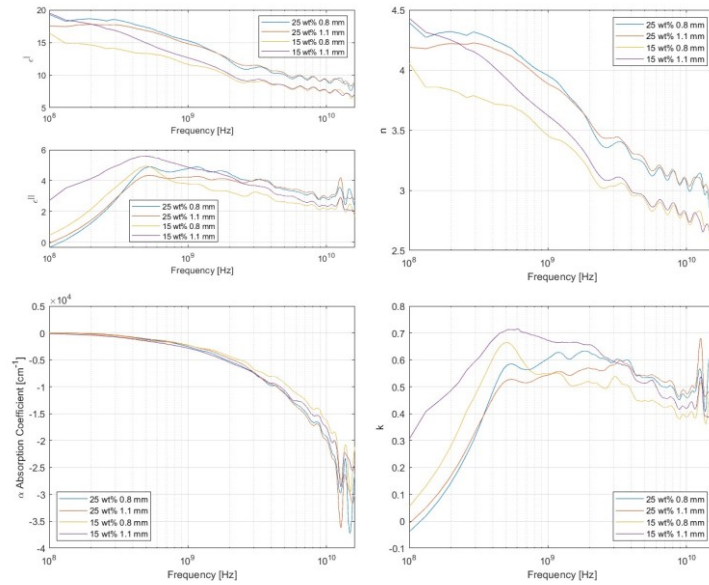 20
15
10
5
ε^|
10^8
10^9
10^10
Frequency [Hz]
25 wt% 0.8 mm
25 wt% 1.1 mm
15 wt% 0.8 mm
15 wt% 1.1 mm
6
4
2
0
ε^||
10^8
10^9
10^10
Frequency [Hz]
25 wt% 0.8 mm
25 wt% 1.1 mm
15 wt% 0.8 mm
15 wt% 1.1 mm
4.5
4
3.5
3
2.5
n
10^8
10^9
10^10
Frequency [Hz]
25 wt% 0.8 mm
25 wt% 1.1 mm
15 wt% 0.8 mm
15 wt% 1.1 mm
×10^4
0.5
0
-0.5
-1
-1.5
-2
-2.5
-3
-3.5
-4
α Absorption Coefficient [cm^-1]
10^8
10^9
10^10
Frequency [Hz]
25 wt% 0.8 mm
25 wt% 1.1 mm
15 wt% 0.8 mm
15 wt% 1.1 mm
0.8
0.7
0.6
0.5
0.4
0.3
0.2
0.1
0
-0.1
k
10^8
10^9
10^10
Frequency [Hz]
25 wt% 0.8 mm
25 wt% 1.1 mm
15 wt% 0.8 mm
15 wt% 1.1 mm